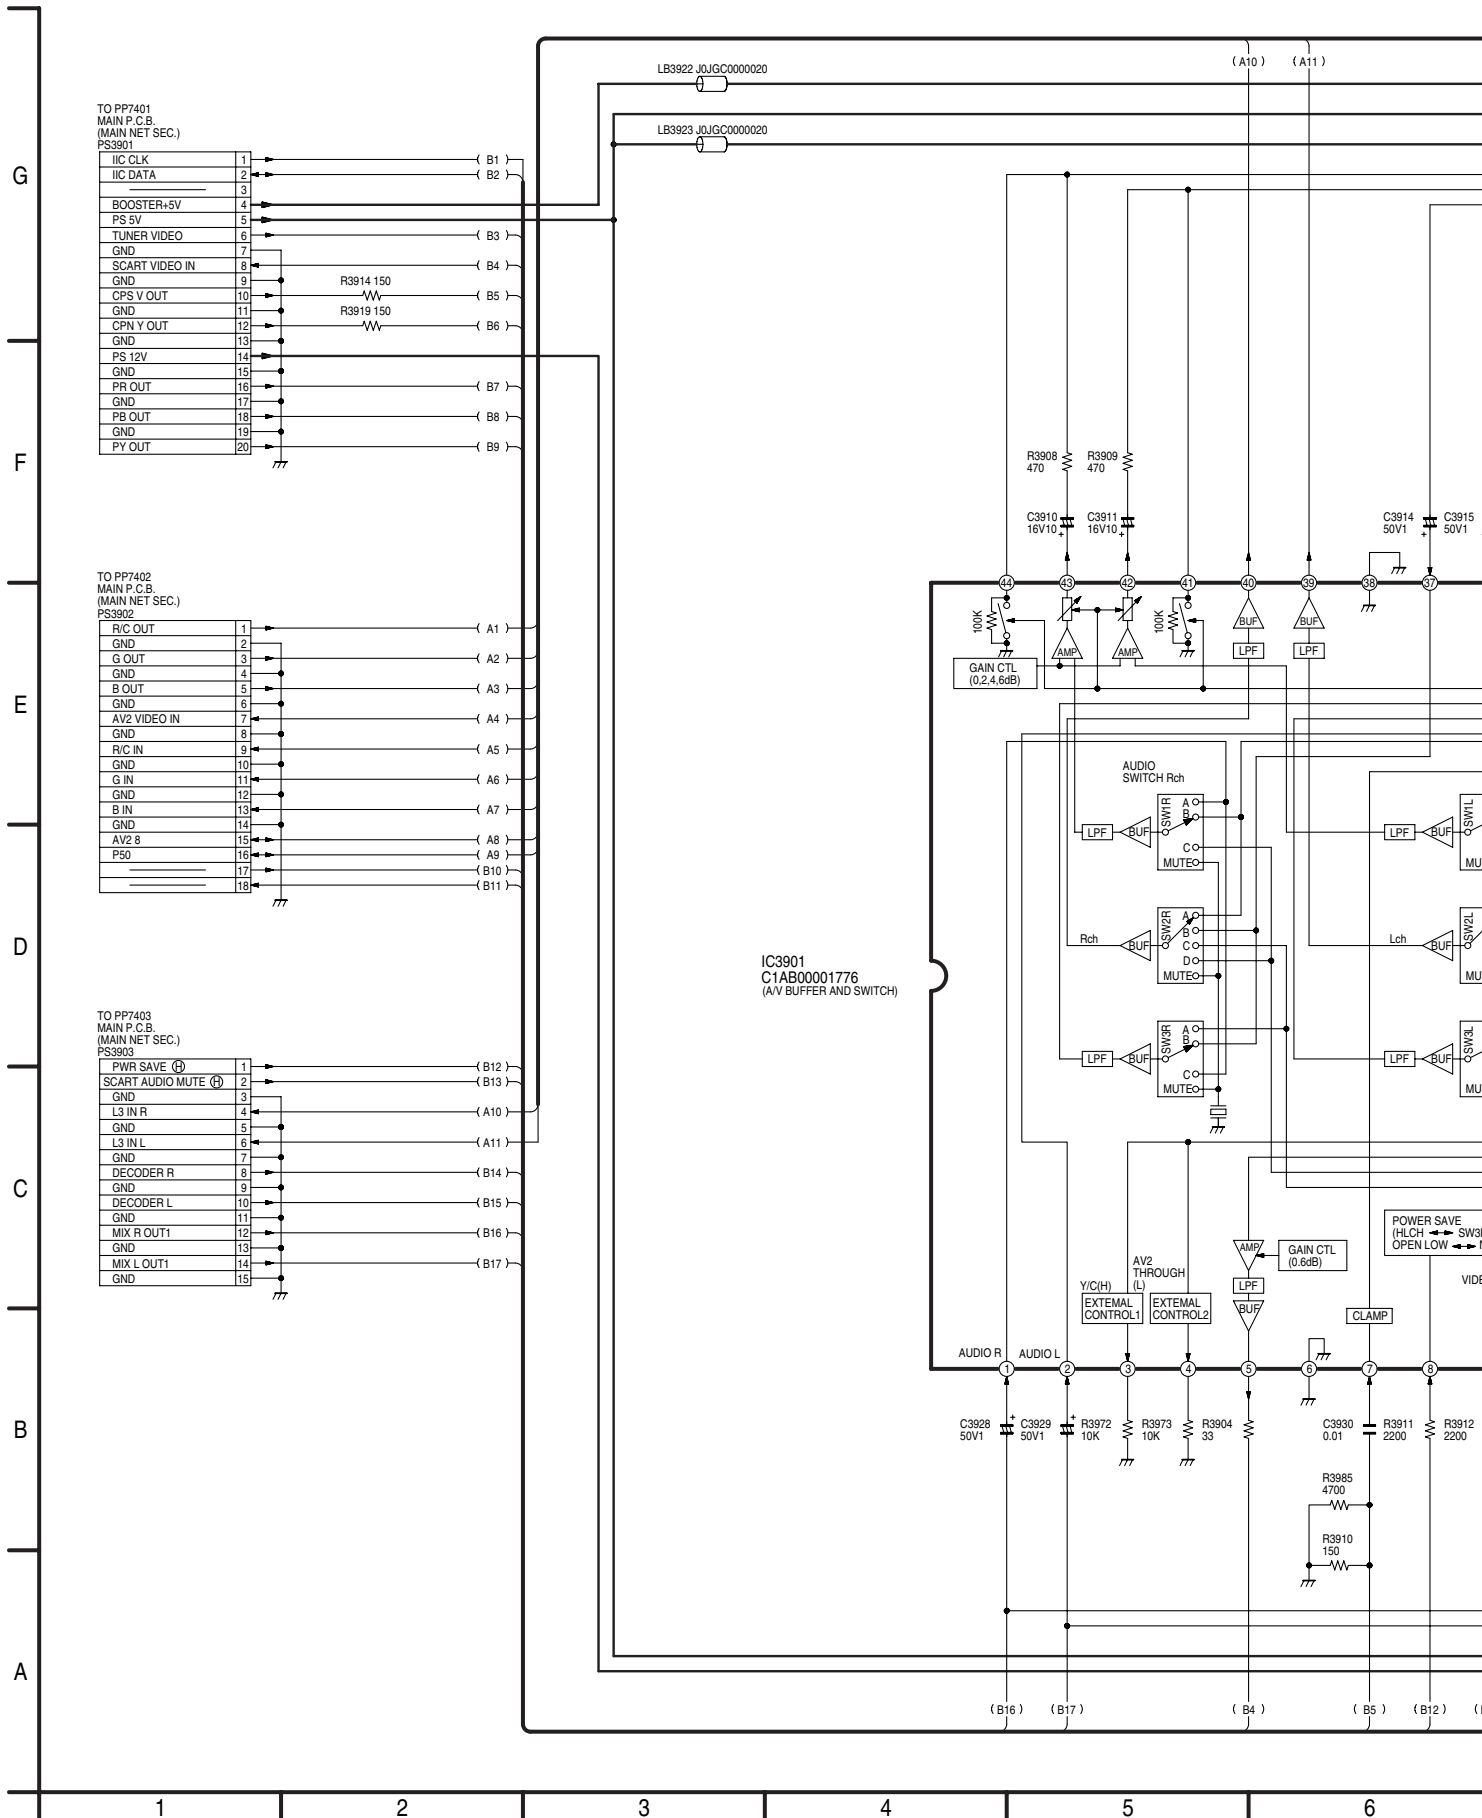 ( A10 )
( A11 )
LB3922 J0JGC0000020
LB3923 J0JGC0000020
TO PP7401
MAIN P.C.B.
(MAIN NET SEC.)
PS3901
IIC CLK 1 ( B1 )
IIC DATA 2 ( B2 )
3
BOOSTER+5V 4
PS 5V 5
TUNER VIDEO 6 ( B3 )
GND 7
SCART VIDEO IN 8 ( B4 )
GND 9
CPS V OUT 10 R3914 150 ( B5 )
GND 11
CPN Y OUT 12 R3919 150 ( B6 )
GND 13
PS 12V 14
GND 15
PR OUT 16 ( B7 )
GND 17
PB OUT 18 ( B8 )
GND 19
PY OUT 20 ( B9 )
G
F
R3908
470
R3909
470
C3910
16V10
+
C3911
16V10
+
C3914
50V1
+
C3915
50V1
TO PP7402
MAIN P.C.B.
(MAIN NET SEC.)
PS3902
R/C OUT 1 ( A1 )
GND 2
G OUT 3 ( A2 )
GND 4
B OUT 5 ( A3 )
GND 6
AV2 VIDEO IN 7 ( A4 )
GND 8
R/C IN 9 ( A5 )
GND 10
G IN 11 ( A6 )
GND 12
B IN 13 ( A7 )
GND 14
AV2 8 15 ( A8 )
P50 16 ( A9 )
17 ( B10 )
18 ( B11 )
E
D
44 43 42 41 40 39 38 37
100K
100K
AMP
AMP
BUF
BUF
LPF
LPF
GAIN CTL
(0,2,4,6dB)
AUDIO
SWITCH Rch
LPF
BUF
SW1R
A
B
C
MUTE
LPF
BUF
SW1L
MU
Rch
BUF
SW2R
A
B
C
D
MUTE
Lch
BUF
SW2L
MU
IC3901
C1AB00001776
(A/V BUFFER AND SWITCH)
LPF
BUF
SW3R
A
B
C
MUTE
LPF
BUF
SW3L
MU
TO PP7403
MAIN P.C.B.
(MAIN NET SEC.)
PS3903
PWR SAVE H 1 ( B12 )
SCART AUDIO MUTE H 2 ( B13 )
GND 3
L3 IN R 4 ( A10 )
GND 5
L3 IN L 6 ( A11 )
GND 7
DECODER R 8 ( B14 )
GND 9
DECODER L 10 ( B15 )
GND 11
MIX R OUT1 12 ( B16 )
GND 13
MIX L OUT1 14 ( B17 )
GND 15
C
POWER SAVE
(HLCH SW3
OPEN LOW
VIDE
AMP
GAIN CTL
(0.6dB)
LPF
BUF
AV2
THROUGH
(L)
Y/C(H)
EXTEMAL
CONTROL1
EXTEMAL
CONTROL2
CLAMP
AUDIO R
AUDIO L
1 2 3 4 5 6 7 8
B
C3928
50V1
+
C3929
50V1
+
R3972
10K
R3973
10K
R3904
33
C3930
0.01
R3911
2200
R3912
2200
R3985
4700
R3910
150
A
( B16 )
( B17 )
( B4 )
( B5 )
( B12 )
1 2 3 4 5 6